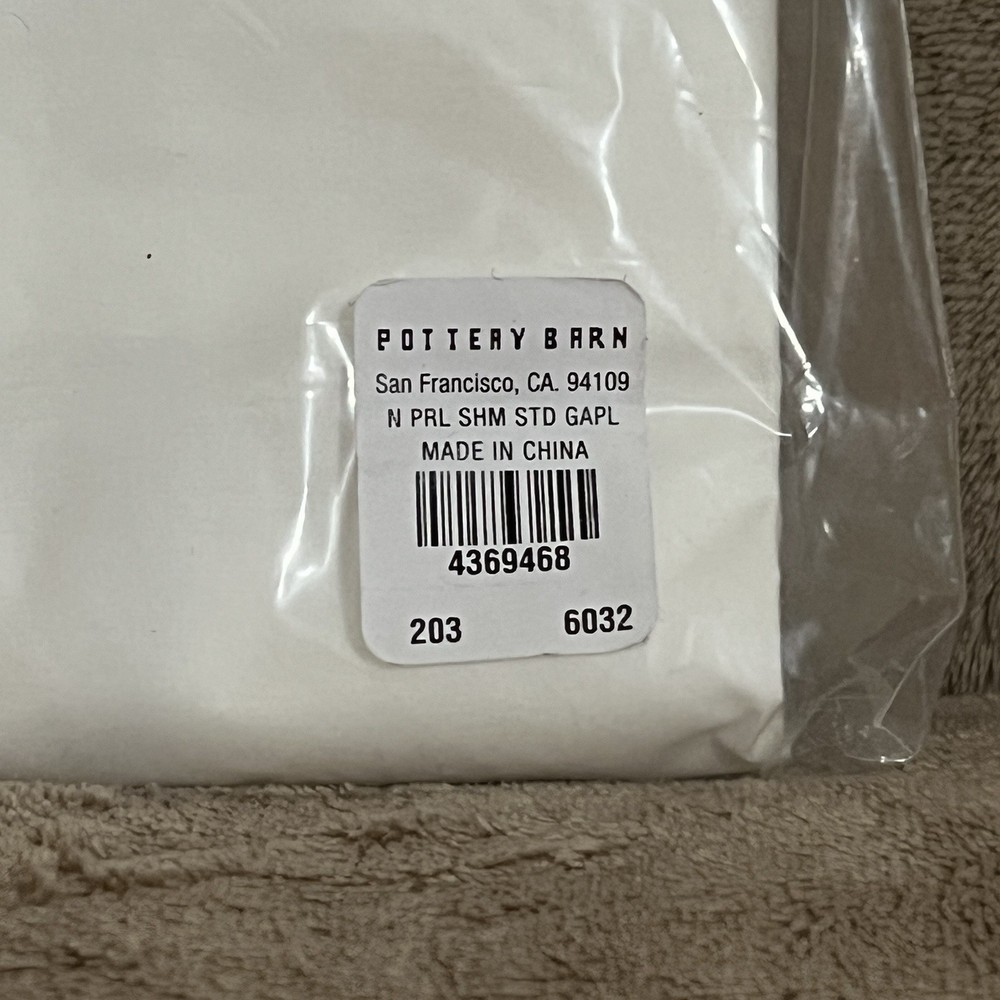 POTTERY BARN
San Francisco, CA. 94109
N PRL SHM STD GAPL
MADE IN CHINA
4369468
203 6032